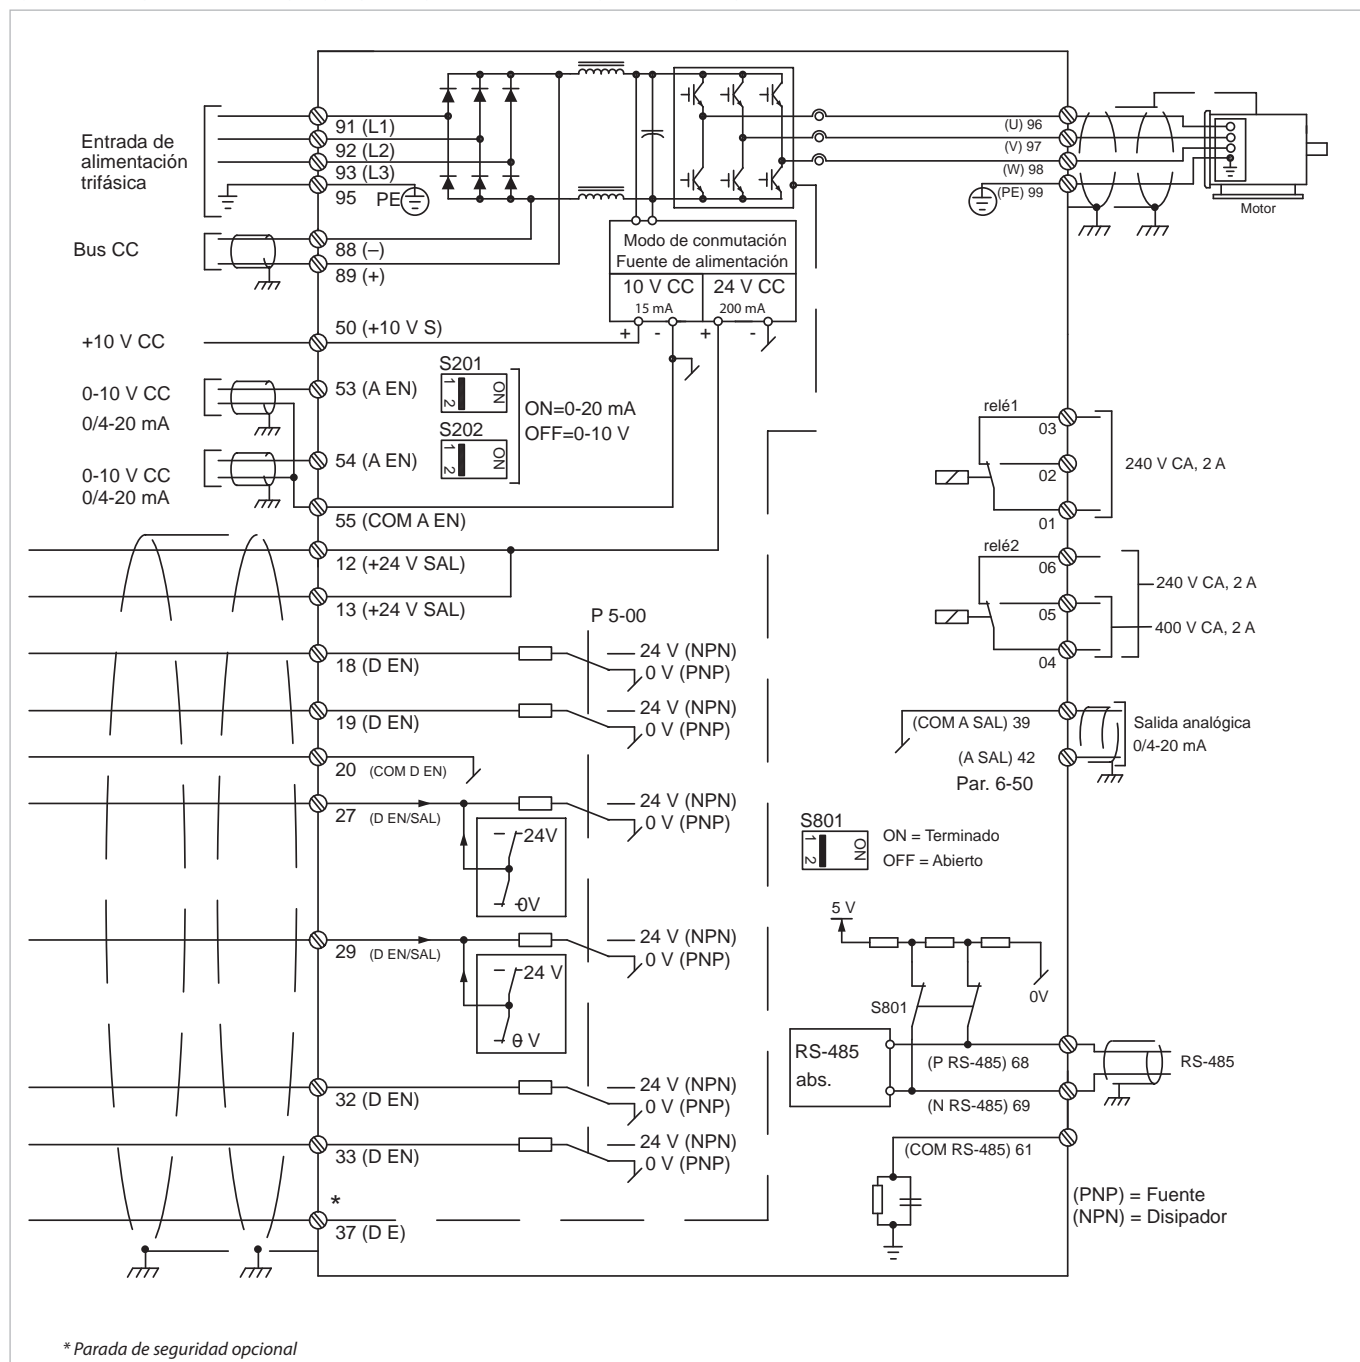 Entrada de
alimentación
trifásica
91 (L1)
92 (L2)
93 (L3)
95 PE
Bus CC
88 (–)
89 (+)
+10 V CC
50 (+10 V S)
0-10 V CC
0/4-20 mA
53 (A EN)
0-10 V CC
0/4-20 mA
54 (A EN)
55 (COM A EN)
12 (+24 V SAL)
13 (+24 V SAL)
18 (D EN)
19 (D EN)
20 (COM D EN)
27 (D EN/SAL)
29 (D EN/SAL)
32 (D EN)
33 (D EN)
*
37 (D E)
Modo de conmutación
Fuente de alimentación
10 V CC 24 V CC
15 mA 200 mA
+ - + -
S201
1 2 ON
S202
1 2 ON
ON=0-20 mA
OFF=0-10 V
P 5-00
24 V (NPN)
0 V (PNP)
24 V (NPN)
0 V (PNP)
24 V (NPN)
0 V (PNP)
24V
0V
24 V (NPN)
0 V (PNP)
24 V
0 V
24 V (NPN)
0 V (PNP)
24 V (NPN)
0 V (PNP)
(U) 96
(V) 97
(W) 98
(PE) 99
Motor
relé1
03
02
01
240 V CA, 2 A
relé2
06
05
04
240 V CA, 2 A
400 V CA, 2 A
(COM A SAL) 39
(A SAL) 42
Par. 6-50
Salida analógica
0/4-20 mA
S801
1 2 ON
ON = Terminado
OFF = Abierto
5 V
0V
S801
RS-485
abs.
(P RS-485) 68
(N RS-485) 69
(COM RS-485) 61
RS-485
(PNP) = Fuente
(NPN) = Disipador
* Parada de seguridad opcional